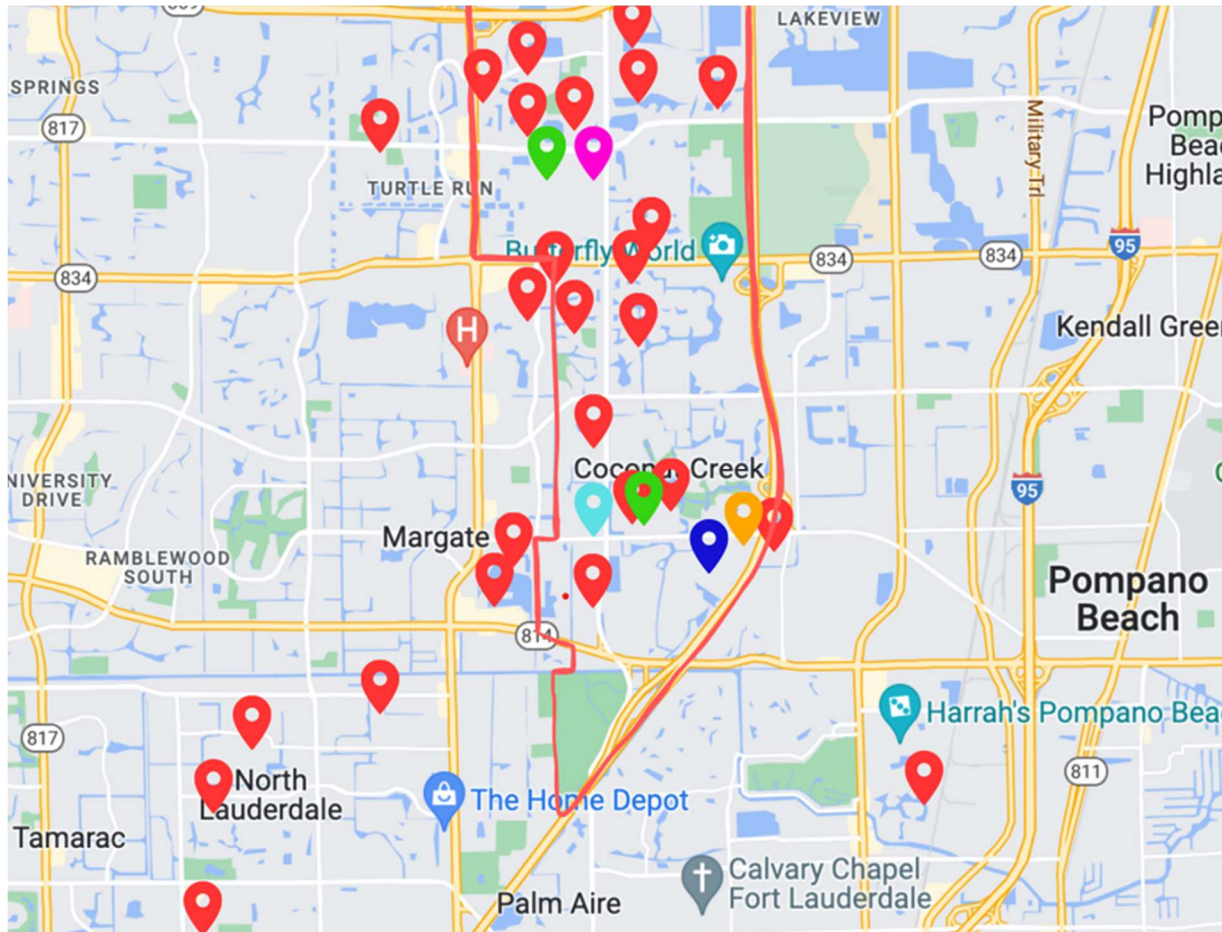 869
LAKEVIEW
SPRINGS
817
Military Trl
Pomp
Beac
Highla
TURTLE RUN
Butterfly World
834
834
834
95
H
Kendall Gree
Coconut Creek
NIVERSITY
DRIVE
95
Margate
RAMBLEWOOD
SOUTH
Pompano
Beach
814
Harrah's Pompano Bea
817
North
Lauderdale
The Home Depot
811
Tamarac
Calvary Chapel
Fort Lauderdale
Palm Aire